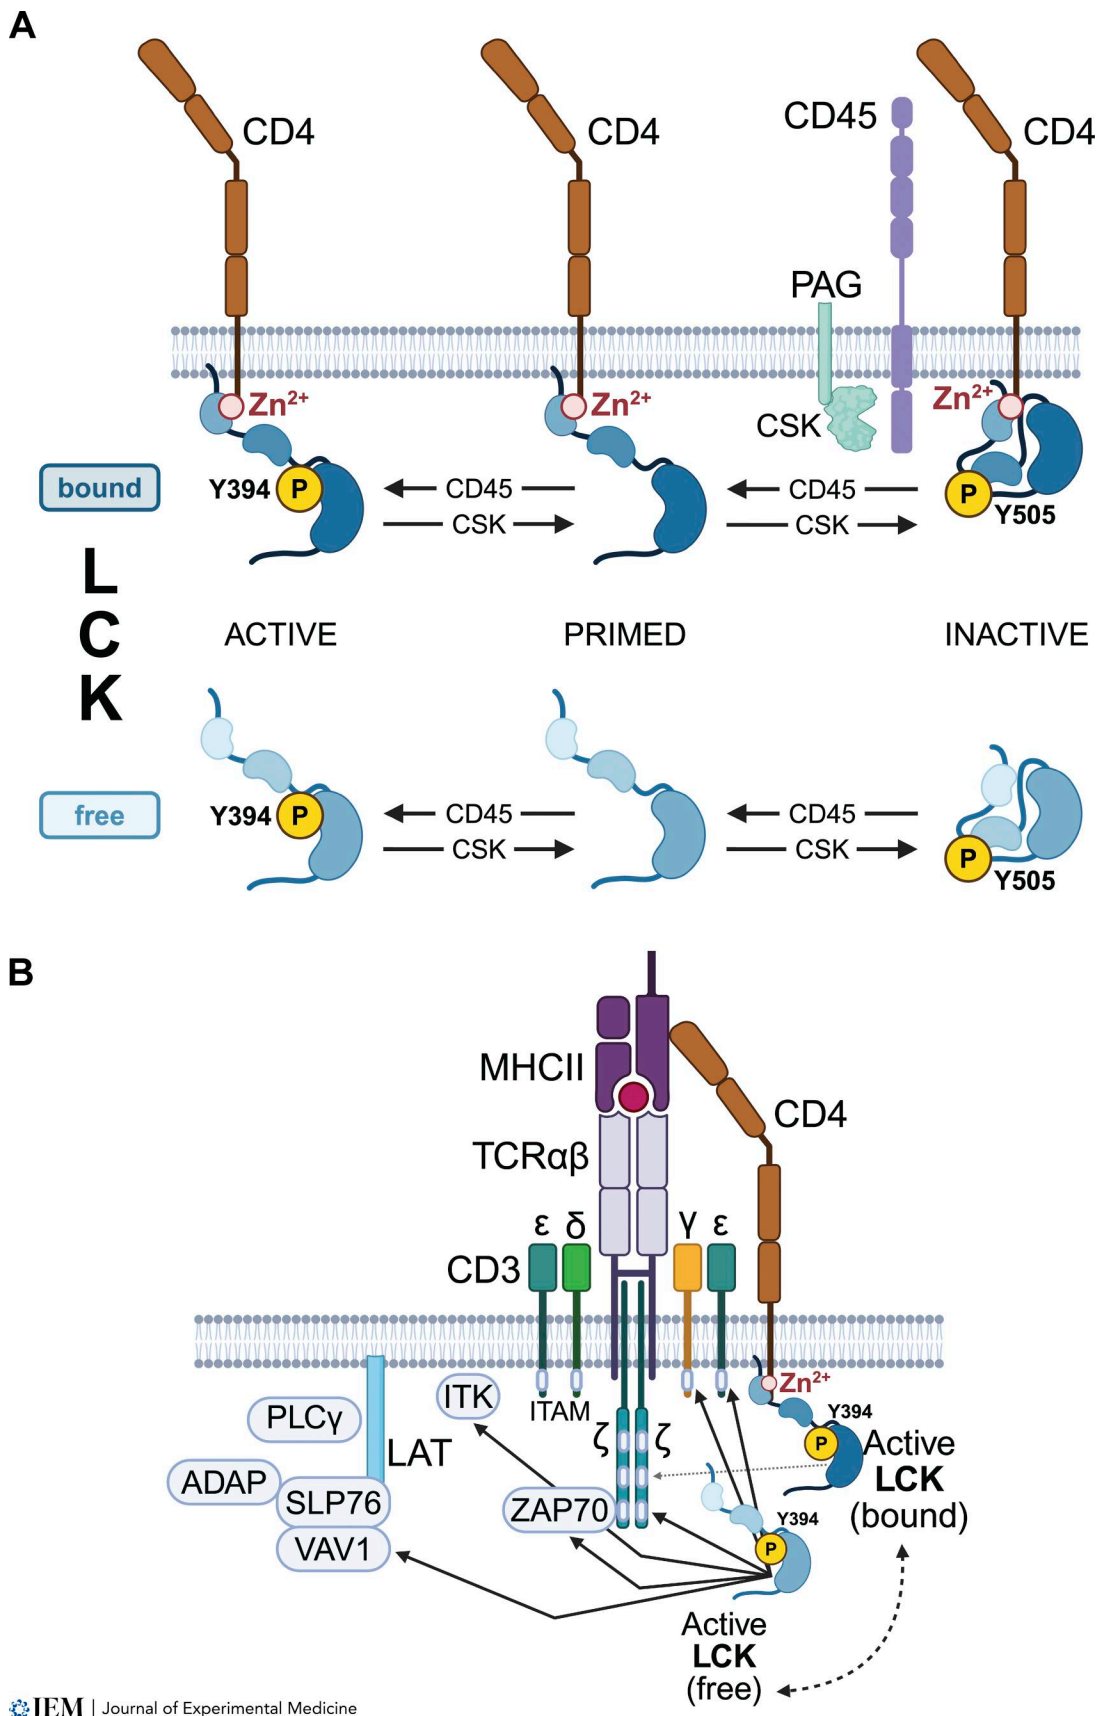 A
CD4
CD4
CD45
CD4
PAG
CSK
Zn2+
Zn2+
Zn2+
bound
Y394
P
CD45
CSK
CD45
CSK
P
Y505
L
C
K
ACTIVE
PRIMED
INACTIVE
free
Y394
P
CD45
CSK
CD45
CSK
P
Y505
B
MHCII
CD4
TCRαβ
ε
δ
γ
ε
CD3
Zn2+
ITK
ITAM
PLCγ
LAT
ζ
ζ
Y394
P
Active
LCK
(bound)
ADAP
SLP76
ZAP70
VAV1
Y394
P
Active
LCK
(free)
JEM | Journal of Experimental Medicine